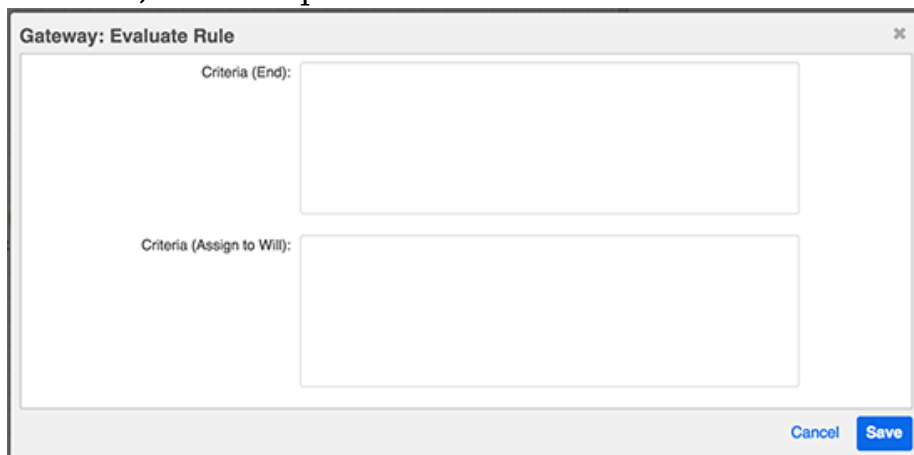 Gateway: Evaluate Rule
Criteria (End):
Criteria (Assign to Will):
Cancel Save